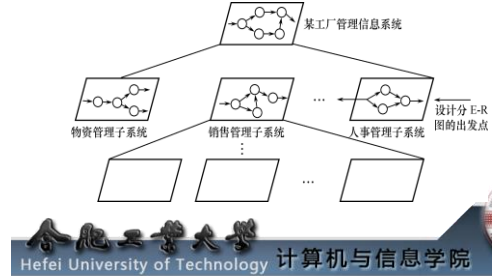 某工厂管理信息系统
…
设计分 E-R
图的出发点
物资管理子系统
销售管理子系统
人事管理子系统
⋮
…
合肥工业大学
Hefei University of Technology
计算机与信息学院